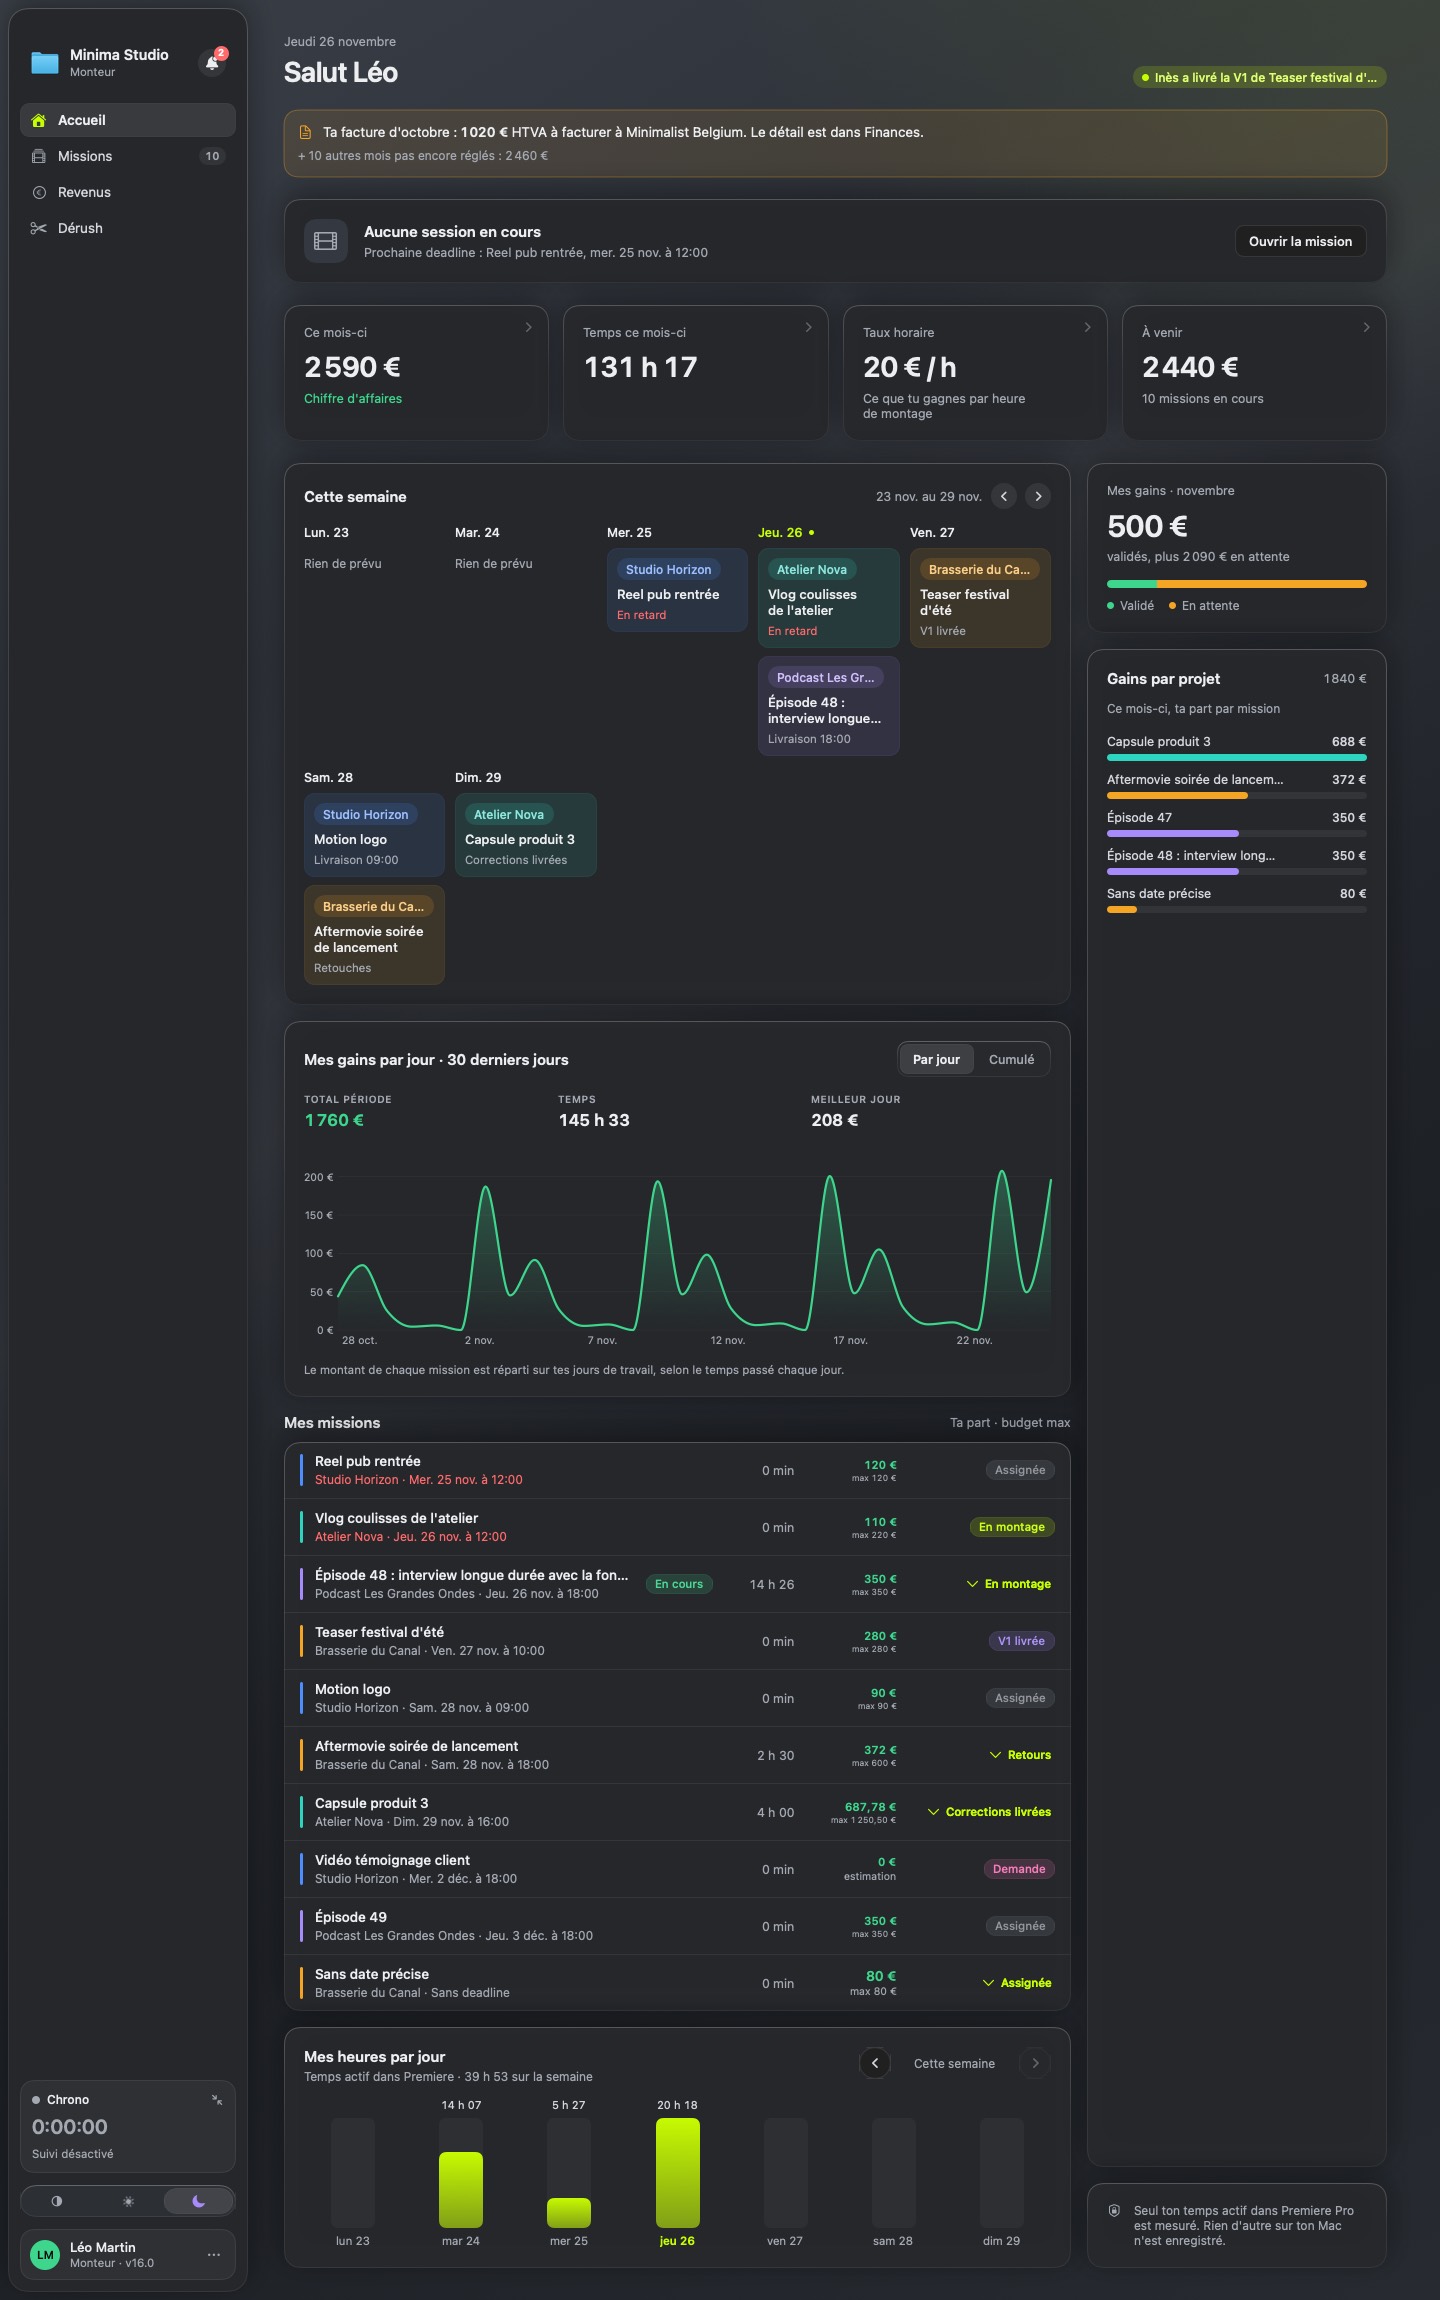 Minima Studio
Monteur
2
Accueil
Missions
10
Revenus
Dérush
Chrono
0:00:00
Suivi désactivé
LM
Léo Martin
Monteur · v16.0
Jeudi 26 novembre
Salut Léo
Inès a livré la V1 de Teaser festival d'...
Ta facture d'octobre : 1 020 € HTVA à facturer à Minimalist Belgium. Le détail est dans Finances.
+ 10 autres mois pas encore réglés : 2 460 €
Aucune session en cours
Prochaine deadline : Reel pub rentrée, mer. 25 nov. à 12:00
Ouvrir la mission
Ce mois-ci
2 590 €
Chiffre d'affaires
Temps ce mois-ci
131 h 17
Taux horaire
20 € / h
Ce que tu gagnes par heure
de montage
À venir
2 440 €
10 missions en cours
Cette semaine
23 nov. au 29 nov.
Lun. 23
Rien de prévu
Mar. 24
Rien de prévu
Mer. 25
Studio Horizon
Reel pub rentrée
En retard
Jeu. 26
Atelier Nova
Vlog coulisses
de l'atelier
En retard
Podcast Les Gr...
Épisode 48 :
interview longue...
Livraison 18:00
Ven. 27
Brasserie du Ca...
Teaser festival
d'été
V1 livrée
Sam. 28
Studio Horizon
Motion logo
Livraison 09:00
Brasserie du Ca...
Aftermovie soirée
de lancement
Retouches
Dim. 29
Atelier Nova
Capsule produit 3
Corrections livrées
Mes gains · novembre
500 €
validés, plus 2 090 € en attente
Validé
En attente
Gains par projet
1 840 €
Ce mois-ci, ta part par mission
Capsule produit 3
688 €
Aftermovie soirée de lancem...
372 €
Épisode 47
350 €
Épisode 48 : interview long...
350 €
Sans date précise
80 €
Mes gains par jour · 30 derniers jours
Par jour
Cumulé
TOTAL PÉRIODE
1 760 €
TEMPS
145 h 33
MEILLEUR JOUR
208 €
200 €
150 €
100 €
50 €
0 €
28 oct.
2 nov.
7 nov.
12 nov.
17 nov.
22 nov.
Le montant de chaque mission est réparti sur tes jours de travail, selon le temps passé chaque jour.
Mes missions
Ta part · budget max
Reel pub rentrée
Studio Horizon · Mer. 25 nov. à 12:00
0 min
120 €
max 120 €
Assignée
Vlog coulisses de l'atelier
Atelier Nova · Jeu. 26 nov. à 12:00
0 min
110 €
max 220 €
En montage
Épisode 48 : interview longue durée avec la fon...
Podcast Les Grandes Ondes · Jeu. 26 nov. à 18:00
En cours
14 h 26
350 €
max 350 €
En montage
Teaser festival d'été
Brasserie du Canal · Ven. 27 nov. à 10:00
0 min
280 €
max 280 €
V1 livrée
Motion logo
Studio Horizon · Sam. 28 nov. à 09:00
0 min
90 €
max 90 €
Assignée
Aftermovie soirée de lancement
Brasserie du Canal · Sam. 28 nov. à 18:00
2 h 30
372 €
max 600 €
Retours
Capsule produit 3
Atelier Nova · Dim. 29 nov. à 16:00
4 h 00
687,78 €
max 1 250,50 €
Corrections livrées
Vidéo témoignage client
Studio Horizon · Mer. 2 déc. à 18:00
0 min
0 €
estimation
Demande
Épisode 49
Podcast Les Grandes Ondes · Jeu. 3 déc. à 18:00
0 min
350 €
max 350 €
Assignée
Sans date précise
Brasserie du Canal · Sans deadline
0 min
80 €
max 80 €
Assignée
Mes heures par jour
Temps actif dans Premiere · 39 h 53 sur la semaine
Cette semaine
14 h 07
5 h 27
20 h 18
lun 23
mar 24
mer 25
jeu 26
ven 27
sam 28
dim 29
Seul ton temps actif dans Premiere Pro
est mesuré. Rien d'autre sur ton Mac
n'est enregistré.